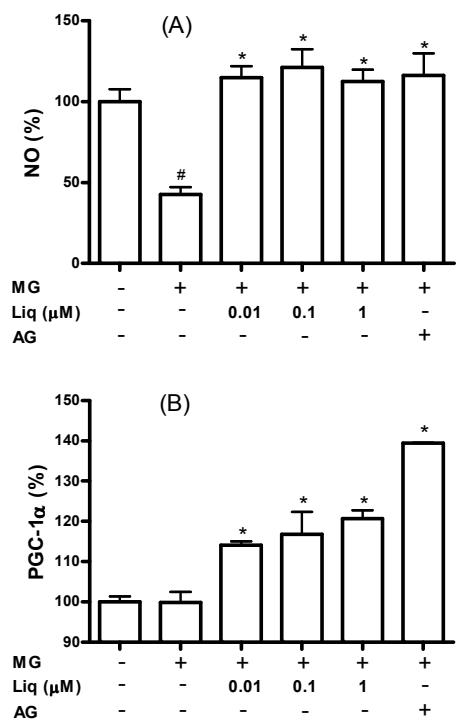 (A)
150
100
50
0
NO (%)
#
*
*
*
*
MG - + + + + +
Liq (μM) - - 0.01 0.1 1 -
AG - - - - - +
(B)
150
140
130
120
110
100
90
PGC-1α (%)
*
*
*
*
MG - + + + + +
Liq (μM) - - 0.01 0.1 1 -
AG - - - - - +